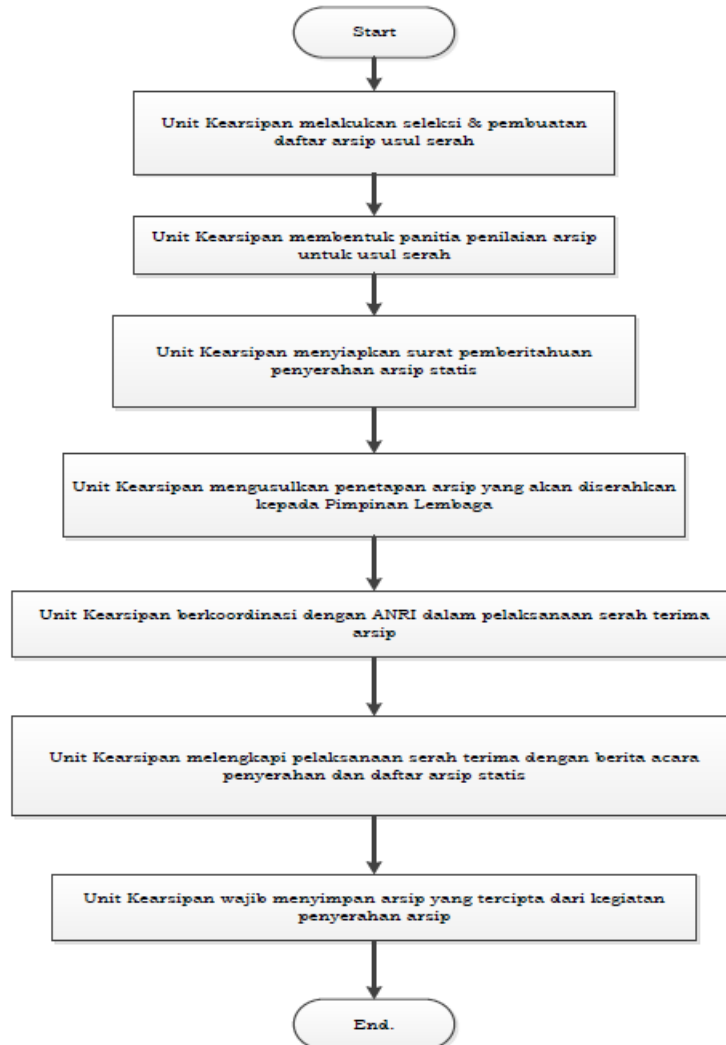 Start
Unit Kearsipan melakukan seleksi & pembuatan
daftar arsip usul serah
Unit Kearsipan membentuk panitia penilaian arsip
untuk usul serah
Unit Kearsipan menyiapkan surat pemberitahuan
penyerahan arsip statis
Unit Kearsipan mengusulkan penetapan arsip yang akan diserahkan
kepada Pimpinan Lembaga
Unit Kearsipan berkoordinasi dengan ANRI dalam pelaksanaan serah terima
arsip
Unit Kearsipan melengkapi pelaksanaan serah terima dengan berita acara
penyerahan dan daftar arsip statis
Unit Kearsipan wajib menyimpan arsip yang tercipta dari kegiatan
penyerahan arsip
End.